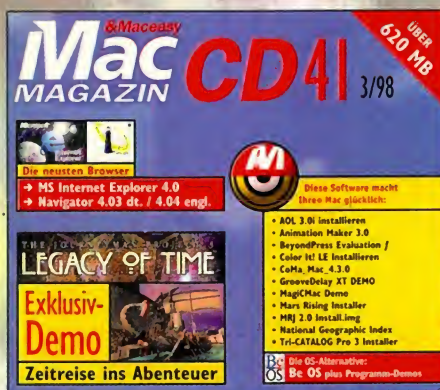 &Maceasy
Mac
MAGAZIN
CD41 3/98
ÜBER
620 MB
Die neusten Browser
→ MS Internet Explorer 4.0
→ Navigator 4.03 dt. / 4.04 engl.
THE JOURNEYMAN PROJECT 3
LEGACY OF TIME
Exklusiv-
Demo
Zeitreise ins Abenteuer
Diese Software macht
Ihren Mac glücklich:
• AOL 3.0i installieren
• Animation Maker 3.0
• BeyondPress Evaluation ƒ
• Color It! LE Installieren
• CoMa_Mac_4.3.0
• GrooveDelay XT DEMO
• MagiCMac Demo
• Mars Rising Installer
• MRJ 2.0 Install.img
• National Geographic Index
• Tri-CATALOG Pro 3 Installer
Be OS
Die OS-Alternative:
Be OS plus Programm-Demos